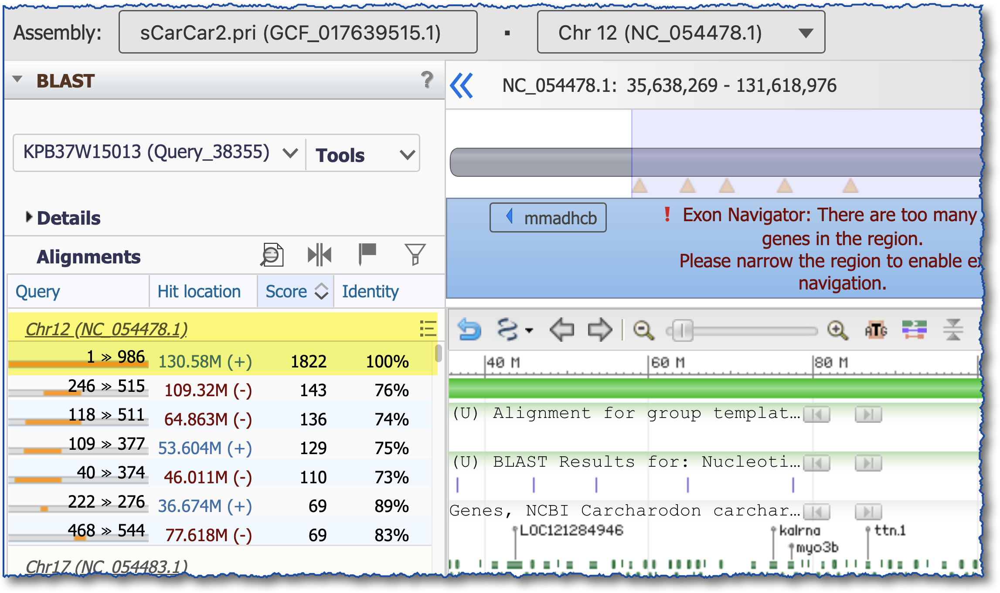 Assembly: sCarCar2.pri (GCF_017639515.1) · Chr 12 (NC_054478.1)
BLAST ?
NC_054478.1: 35,638,269 - 131,618,976
KPB37W15013 (Query_38355) Tools
Details
mmadhcb
! Exon Navigator: There are too many
genes in the region.
Please narrow the region to enable
navigation.
Alignments
Query Hit location Score Identity
Chr12 (NC_054478.1)
1 » 986 130.58M (+) 1822 100%
246 » 515 109.32M (-) 143 76%
118 » 511 64.863M (-) 136 74%
109 » 377 53.604M (+) 129 75%
40 » 374 46.011M (-) 110 73%
222 » 276 36.674M (+) 69 89%
468 » 544 77.618M (-) 69 83%
Chr17 (NC_054483.1)
ATG
40 M 60 M 80 M
(U) Alignment for group templat...
(U) BLAST Results for: Nucleoti...
Genes, NCBI Carcharodon carchar...
LOC121284946 kalrna ttn.1
myo3b